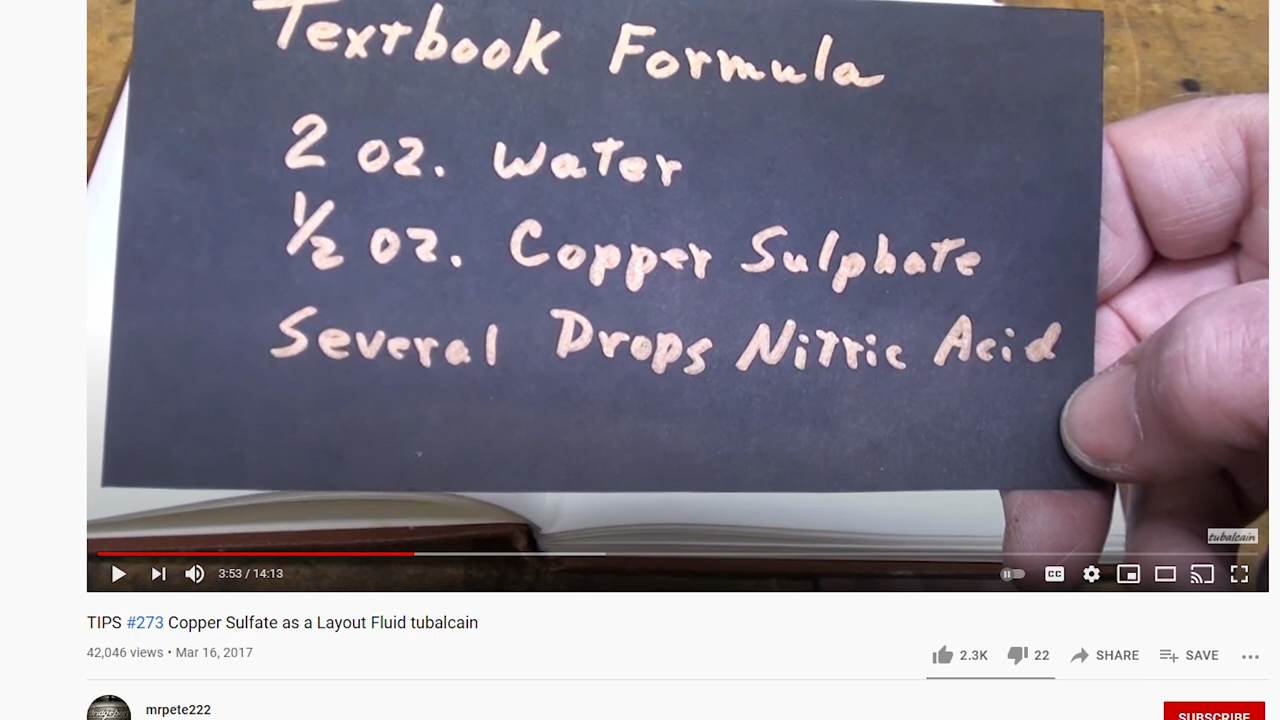 Textbook Formula
2 oz. Water
1/2 oz. Copper Sulphate
Several Drops Nitric Acid
tubalcain
3:53 / 14:13
CC
TIPS #273 Copper Sulfate as a Layout Fluid tubalcain
42,046 views • Mar 16, 2017
2.3K 22 SHARE SAVE
mrpete222
SUBSCRIBE